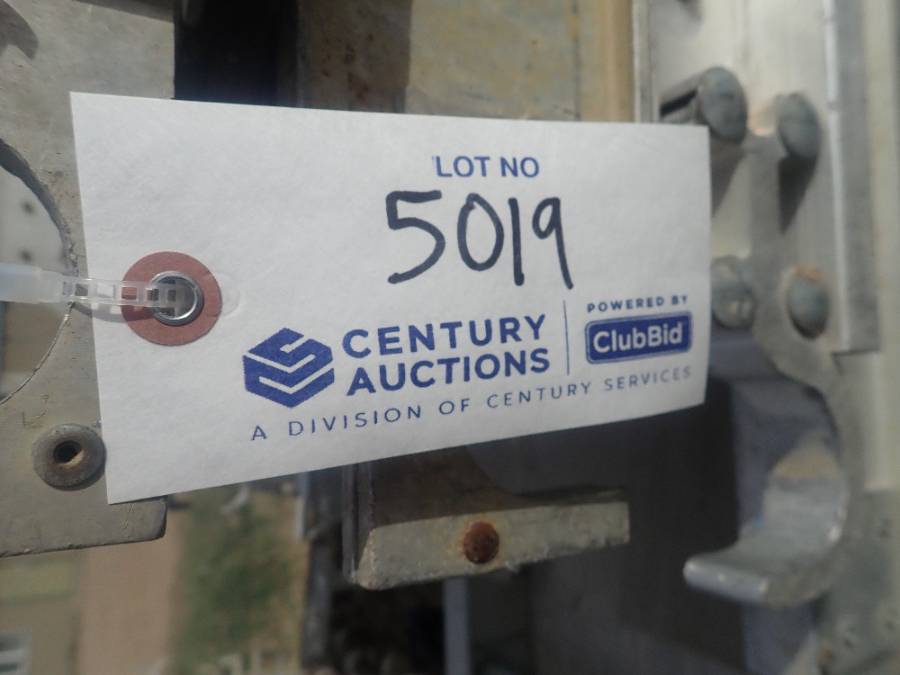 LOT NO
5019
CENTURY
AUCTIONS
POWERED BY
ClubBid
A DIVISION OF CENTURY SERVICES